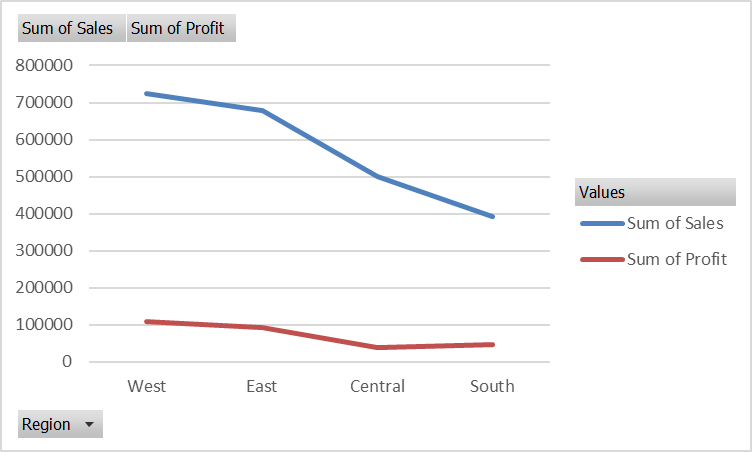 Sum of Sales Sum of Profit
800000
700000
600000
500000
400000
300000
200000
100000
0
West East Central South
Values
Sum of Sales
Sum of Profit
Region